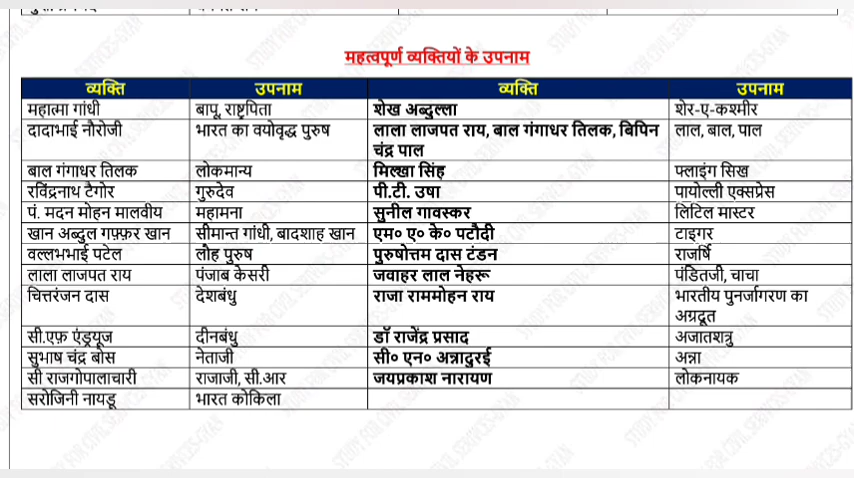 महत्वपूर्ण व्यक्तियों के उपनाम
व्यक्ति उपनाम व्यक्ति उपनाम
महात्मा गांधी बापू, राष्ट्रपिता शेख अब्दुल्ला शेर-ए-कश्मीर
दादाभाई नौरोजी भारत का वयोवृद्ध पुरुष लाला लाजपत राय, बाल गंगाधर तिलक, बिपिन लाल, बाल, पाल
चंद्र पाल
बाल गंगाधर तिलक लोकमान्य मिल्खा सिंह फ्लाइंग सिख
रविंद्रनाथ टैगोर गुरुदेव पी.टी. उषा पायोल्ली एक्सप्रेस
पं. मदन मोहन मालवीय महामना सुनील गावस्कर लिटिल मास्टर
खान अब्दुल गफ़्फ़र खान सीमान्त गांधी, बादशाह खान एम० ए० के० पटौदी टाइगर
वल्लभभाई पटेल लौह पुरुष पुरुषोत्तम दास टंडन राजर्षि
लाला लाजपत राय पंजाब केसरी जवाहर लाल नेहरू पंडितजी, चाचा
चित्तरंजन दास देशबंधु राजा राममोहन राय भारतीय पुनर्जागरण का
अग्रदूत
सी.एफ़ एंड्रयूज दीनबंधु डॉ राजेंद्र प्रसाद अजातशत्रु
सुभाष चंद्र बोस नेताजी सी० एन० अन्नादुरई अन्ना
सी राजगोपालाचारी राजाजी, सी.आर जयप्रकाश नारायण लोकनायक
सरोजिनी नायडू भारत कोकिला